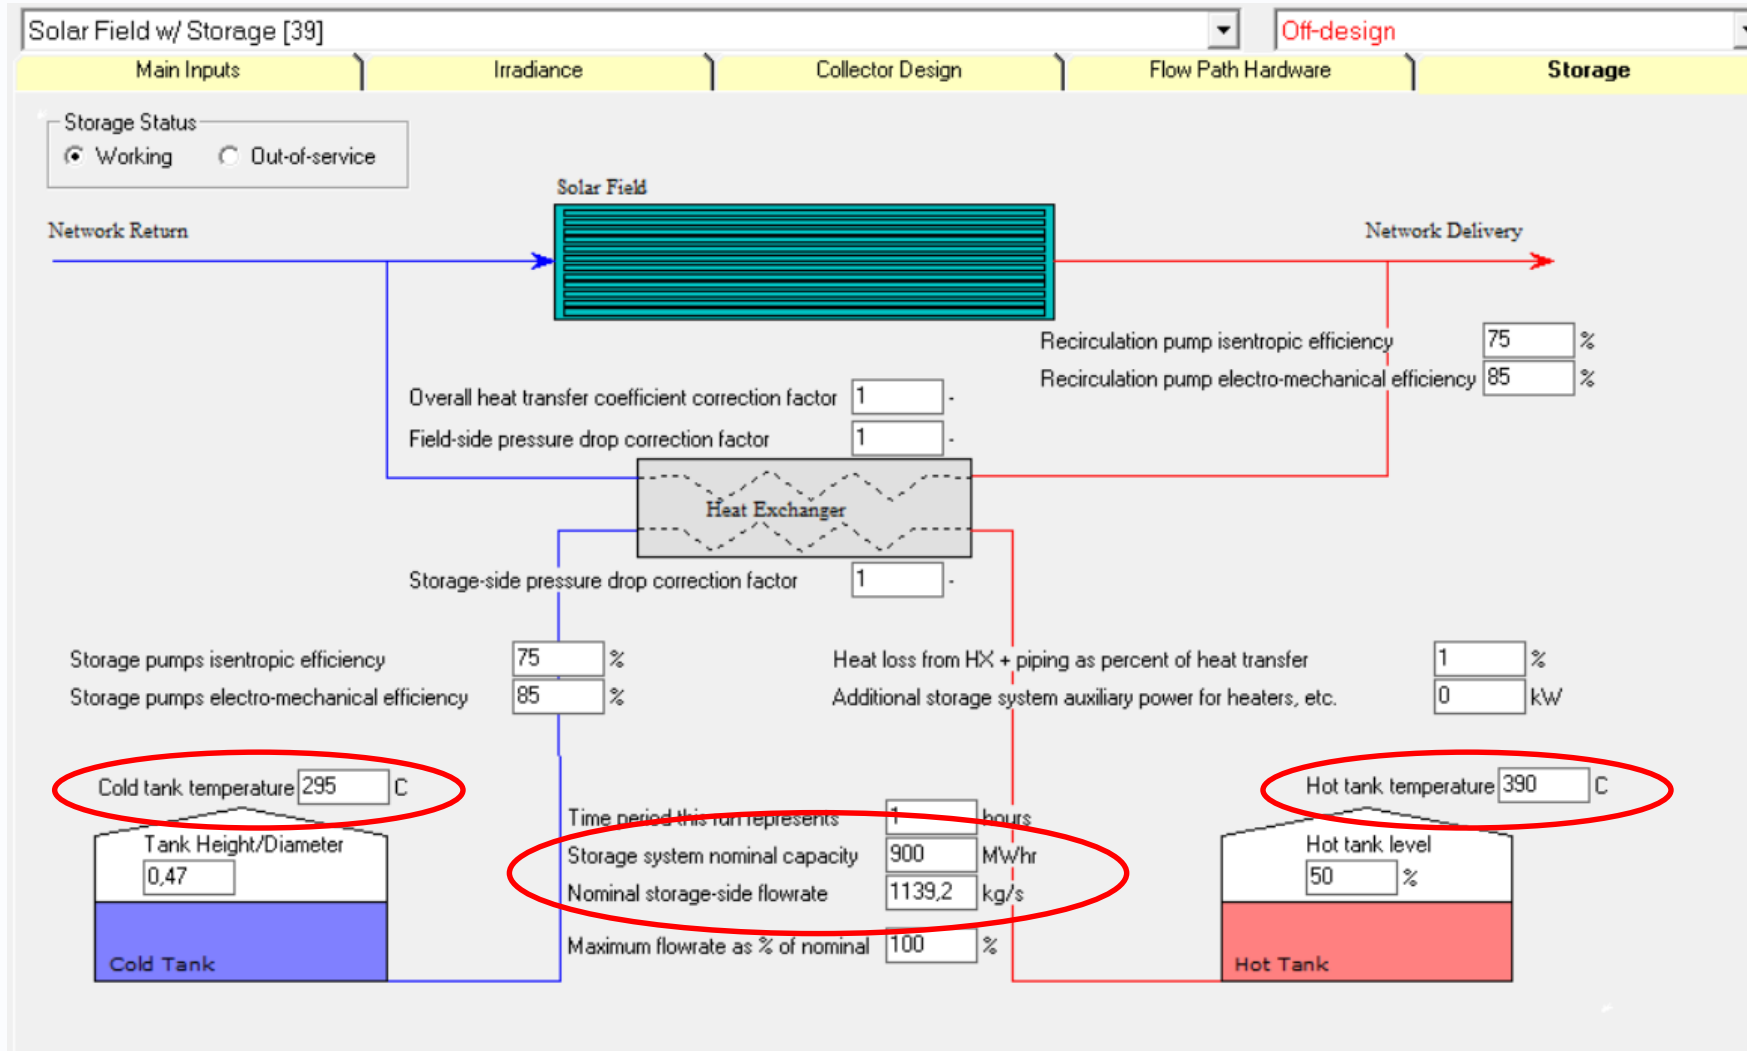 Solar Field w/ Storage [39]
Off-design
Main Inputs
Irradiance
Collector Design
Flow Path Hardware
Storage
Storage Status
Working
Out-of-service
Solar Field
Network Return
Network Delivery
Recirculation pump isentropic efficiency 75 %
Recirculation pump electro-mechanical efficiency 85 %
Overall heat transfer coefficient correction factor 1 -
Field-side pressure drop correction factor 1 -
Heat Exchanger
Storage-side pressure drop correction factor 1 -
Storage pumps isentropic efficiency 75 %
Heat loss from HX + piping as percent of heat transfer 1 %
Storage pumps electro-mechanical efficiency 85 %
Additional storage system auxiliary power for heaters, etc. 0 kW
Cold tank temperature 295 C
Hot tank temperature 390 C
Time period this run represents 1 hours
Tank Height/Diameter
0,47
Storage system nominal capacity 900 MWhr
Nominal storage-side flowrate 1139,2 kg/s
Hot tank level
50 %
Maximum flowrate as % of nominal 100 %
Cold Tank
Hot Tank